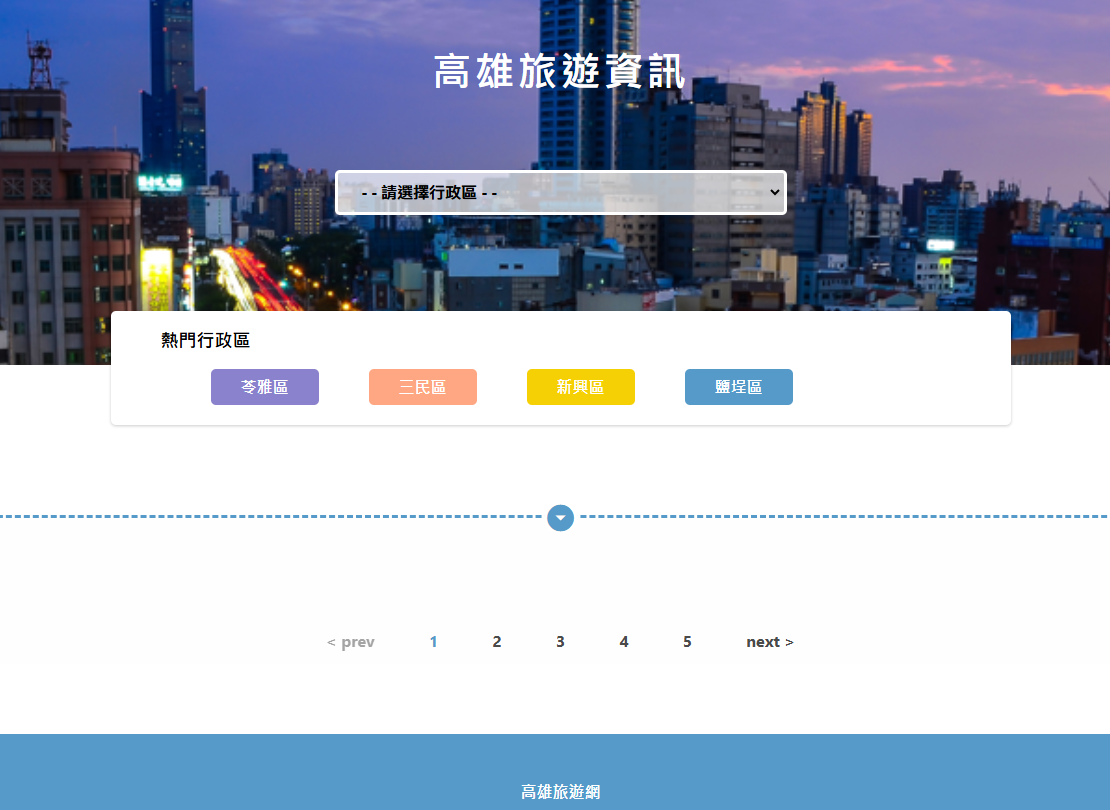 高雄旅遊資訊
- - 請選擇行政區 - -
熱門行政區
苓雅區 三民區 新興區 鹽埕區
< prev 1 2 3 4 5 next >
高雄旅遊網